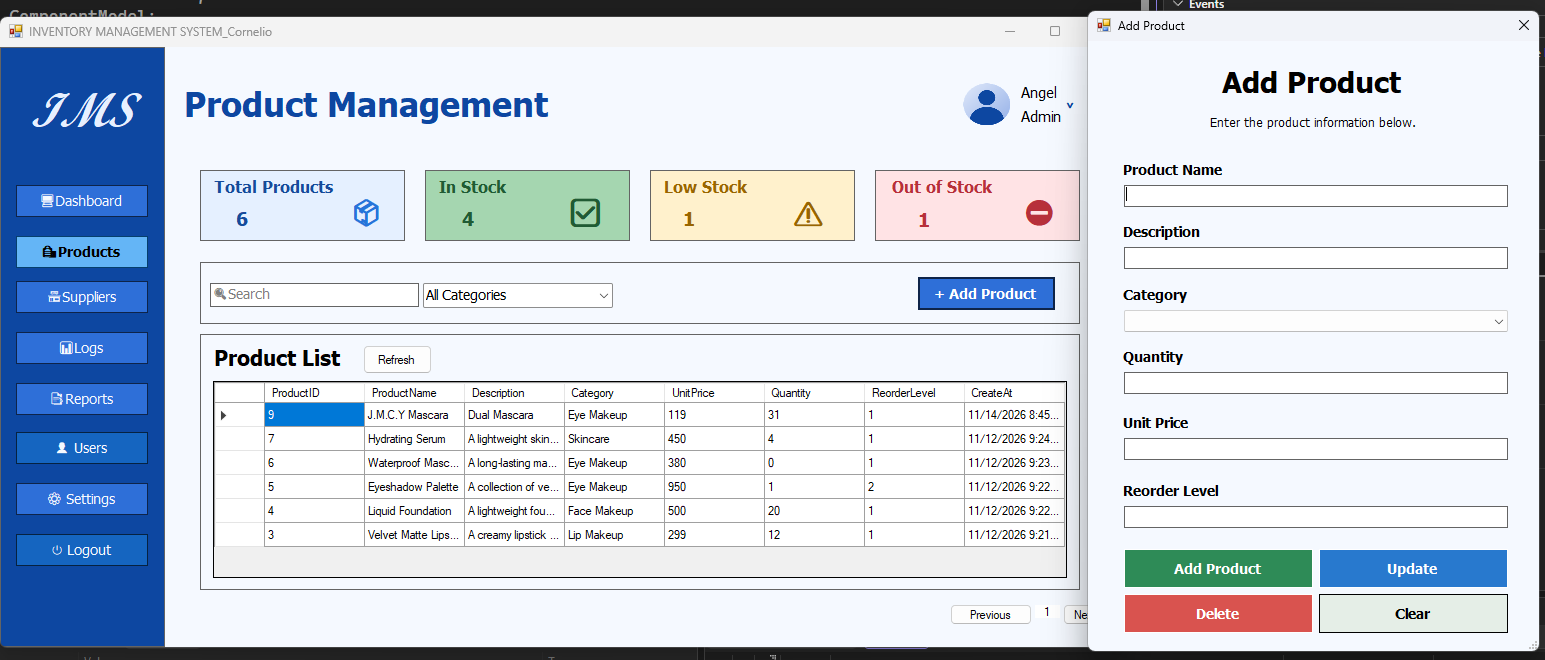 ComponentModel;
Events
INVENTORY MANAGEMENT SYSTEM_Cornelio
IMS
Dashboard
Products
Suppliers
Logs
Reports
Users
Settings
Logout
Product Management
Angel
Admin
Total Products
6
In Stock
4
Low Stock
1
Out of Stock
1
Search
All Categories
+ Add Product
Product List
Refresh
ProductID ProductName Description Category UnitPrice Quantity ReorderLevel CreateAt
9 J.M.C.Y Mascara Dual Mascara Eye Makeup 119 31 1 11/14/2026 8:45...
7 Hydrating Serum A lightweight skin... Skincare 450 4 1 11/12/2026 9:24...
6 Waterproof Masc... A long-lasting ma... Eye Makeup 380 0 1 11/12/2026 9:23...
5 Eyeshadow Palette A collection of ve... Eye Makeup 950 1 2 11/12/2026 9:22...
4 Liquid Foundation A lightweight fou... Face Makeup 500 20 1 11/12/2026 9:22...
3 Velvet Matte Lips... A creamy lipstick ... Lip Makeup 299 12 1 11/12/2026 9:21...
Previous 1 Ne
Add Product
Add Product
Enter the product information below.
Product Name
Description
Category
Quantity
Unit Price
Reorder Level
Add Product
Update
Delete
Clear